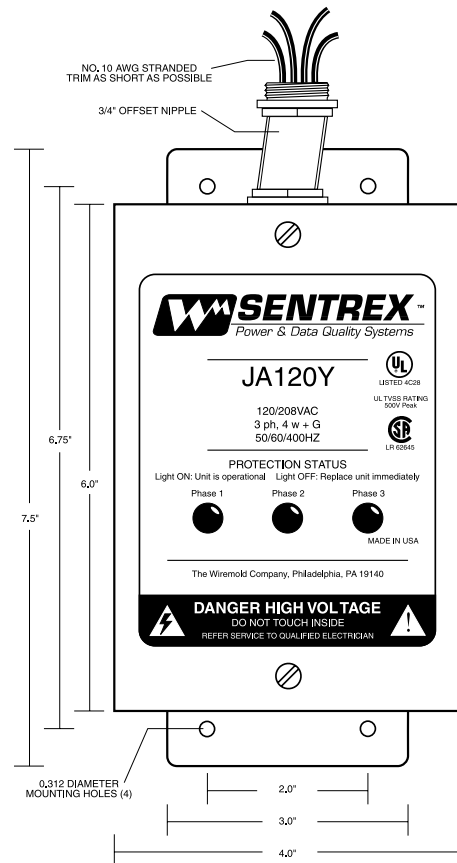 NO. 10 AWG STRANDED
TRIM AS SHORT AS POSSIBLE
3/4" OFFSET NIPPLE
WM SENTREX ™
Power & Data Quality Systems
JA120Y
UL
LISTED 4C28
120/208VAC
3 ph, 4 w + G
50/60/400HZ
UL TVSS RATING
500V Peak
SA
LR 62645
PROTECTION STATUS
Light ON: Unit is operational Light OFF: Replace unit immediately
Phase 1 Phase 2 Phase 3
MADE IN USA
The Wiremold Company, Philadelphia, PA 19140
DANGER HIGH VOLTAGE
DO NOT TOUCH INSIDE
REFER SERVICE TO QUALIFIED ELECTRICIAN
!
7.5"
6.75"
6.0"
0.312 DIAMETER
MOUNTING HOLES (4)
2.0"
3.0"
4.0"